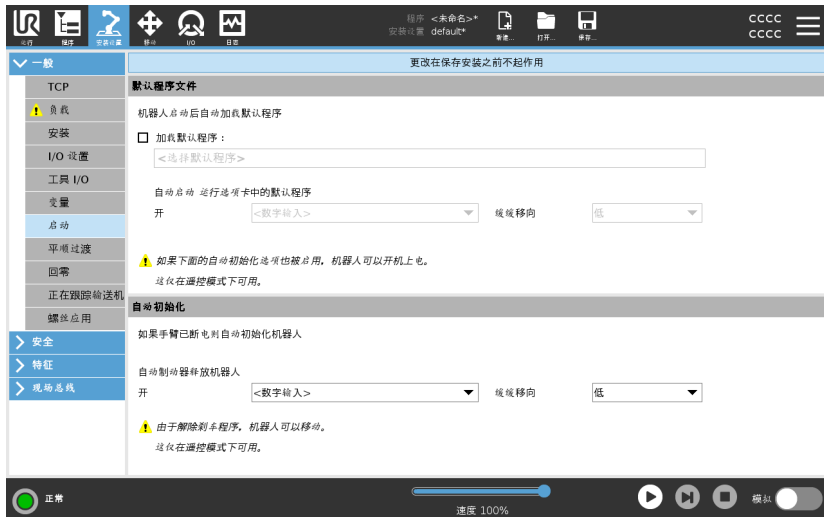 UR
运行
程序
安装设置
移动
I/O
日志
程序 <未命名>*
安装设置 default*
新建...
打开...
保存...
CCCC
CCCC
一般
TCP
负载
安装
I/O 设置
工具 I/O
变量
启动
平顺过渡
回零
正在跟踪输送机
螺丝应用
安全
特征
现场总线
更改在保存安装之前不起作用
默认程序文件
机器人启动后自动加载默认程序
加载默认程序：
<选择默认程序>
自动启动 运行选项卡中的默认程序
开 <数字输入> 缓缓移向 低
如果下面的自动初始化选项也被启用，机器人可以开机上电。
这仅在遥控模式下可用。
自动初始化
如果手臂已断电则自动初始化机器人
自动制动器释放机器人
开 <数字输入> 缓缓移向 低
由于解除刹车程序，机器人可以移动。
这仅在遥控模式下可用。
正常
速度 100%
模拟